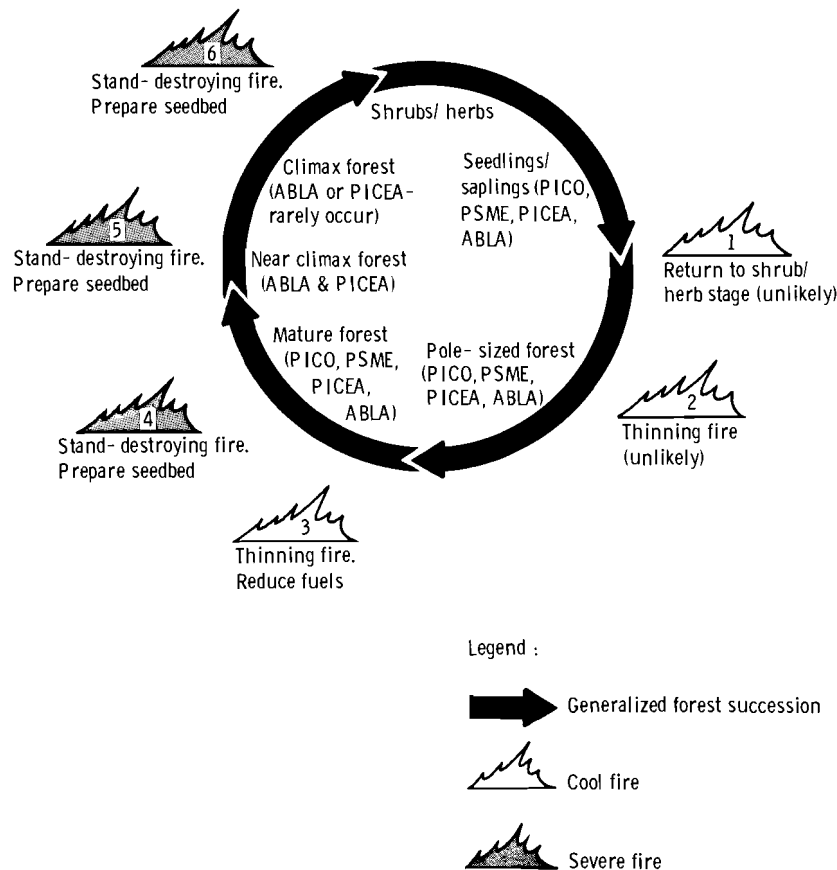 6
Stand- destroying fire.
Prepare seedbed
Shrubs/ herbs
Seedlings/
saplings (PICO,
PSME, PICEA,
ABLA)
Climax forest
(ABLA or PICEA-
rarely occur)
5
Stand- destroying fire.
Prepare seedbed
Near climax forest
(ABLA & PICEA)
1
Return to shrub/
herb stage (unlikely)
Mature forest
(PICO, PSME,
PICEA,
ABLA)
Pole- sized forest
(PICO, PSME,
PICEA, ABLA)
2
Thinning fire
(unlikely)
4
Stand- destroying fire.
Prepare seedbed
3
Thinning fire.
Reduce fuels
Legend :
Generalized forest succession
Cool fire
Severe fire